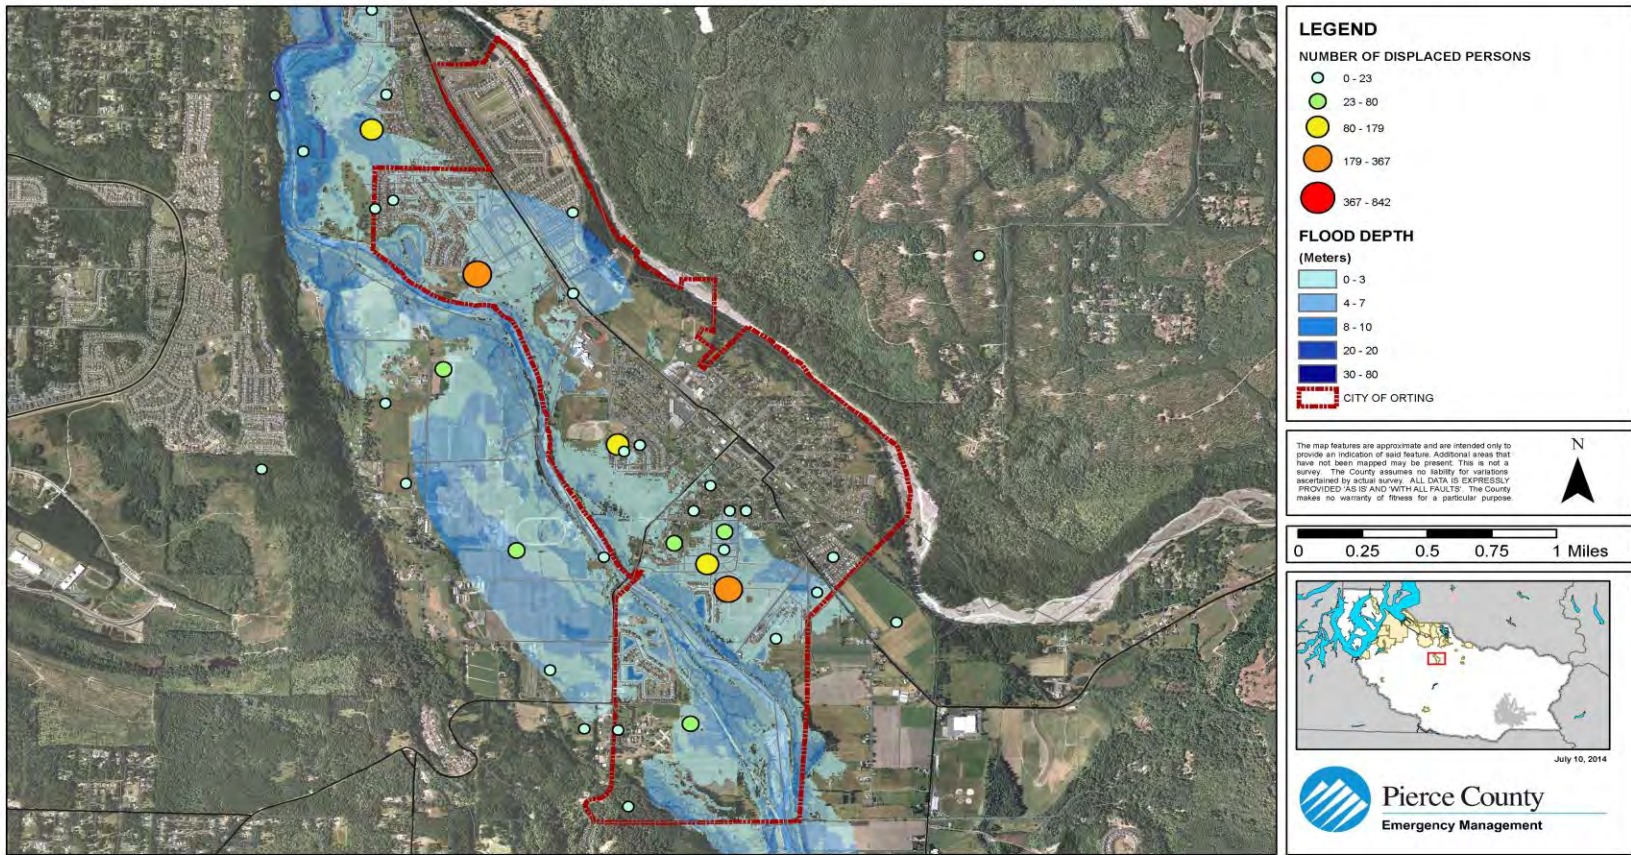 LEGEND
NUMBER OF DISPLACED PERSONS
0 - 23
23 - 80
80 - 179
179 - 367
367 - 842
FLOOD DEPTH
(Meters)
0 - 3
4 - 7
8 - 10
20 - 20
30 - 80
CITY OF ORTING
The map features are approximate and are intended only to
provide an indication of said feature. Additional areas that
have not been mapped may be present. This is not a
survey. The County assumes no liability for variations
ascertained by actual survey. ALL DATA IS EXPRESSLY
PROVIDED 'AS IS' AND 'WITH ALL FAULTS'. The County
makes no warranty of fitness for a particular purpose.
N
0 0.25 0.5 0.75 1 Miles
July 10, 2014
Pierce County
Emergency Management